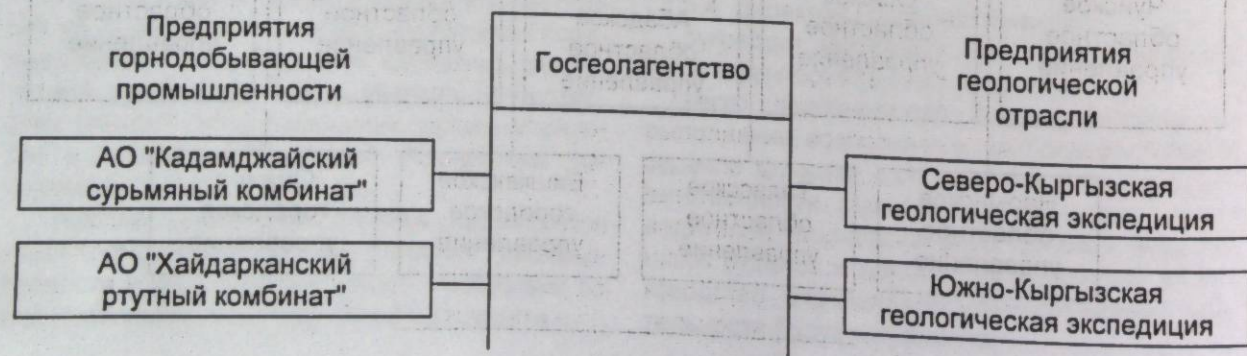 Предприятия
горнодобывающей
промышленности
Госгеолагентство
Предприятия
геологической
отрасли
АО "Кадамджайский
сурьмяный комбинат"
АО "Хайдарканский
ртутный комбинат"
Северо-Кыргызская
геологическая экспедиция
Южно-Кыргызская
геологическая экспедиция